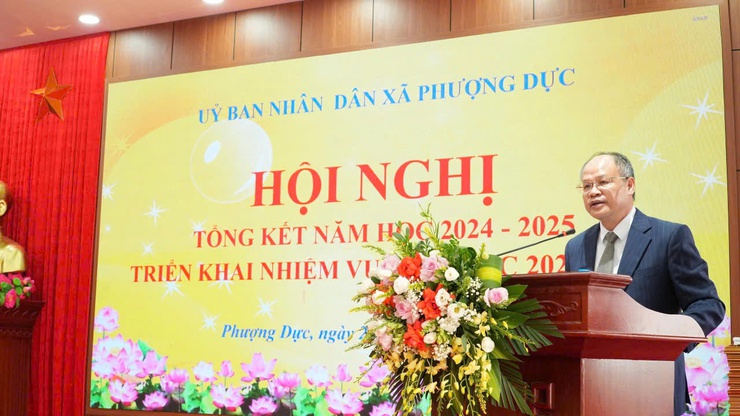 UỶ BAN NHÂN DÂN XÃ PHƯỢNG DỰC
HỘI NGHỊ
TỔNG KẾT NĂM HỌC 2024 - 2025
TRIỂN KHAI NHIỆM VỤ
Phượng Dực, ngày